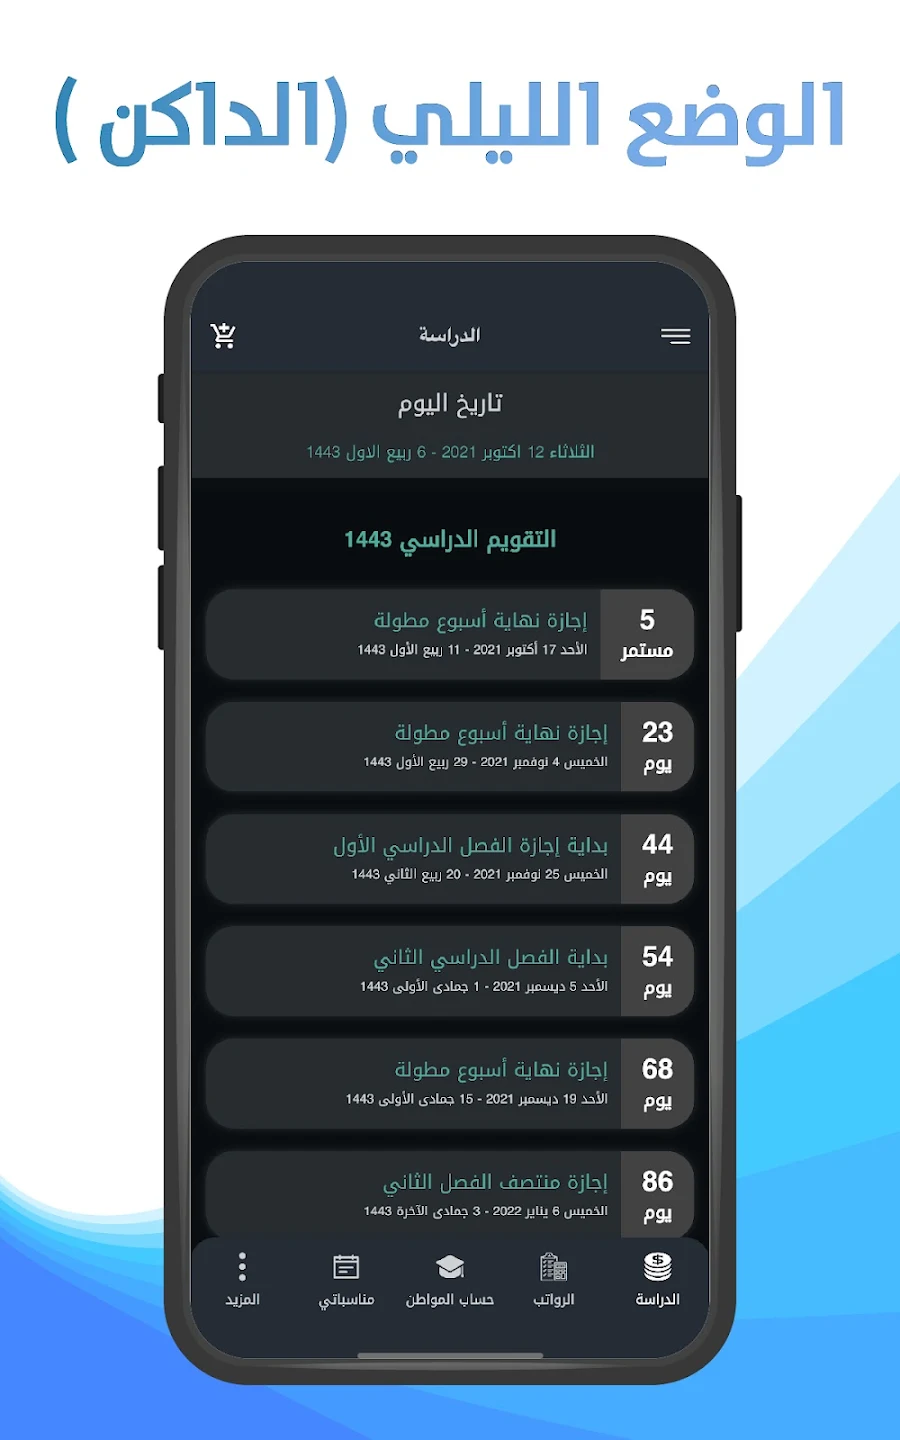 الوضع الليلي (الداكن )
الدراسة
تاريخ اليوم
الثلاثاء 12 اكتوبر 2021 - 6 ربيع الاول 1443
التقويم الدراسي 1443
5
مستمر
إجازة نهاية أسبوع مطولة
الأحد 17 أكتوبر 2021 - 11 ربيع الأول 1443
23
يوم
إجازة نهاية أسبوع مطولة
الخميس 4 نوفمبر 2021 - 29 ربيع الأول 1443
44
يوم
بداية إجازة الفصل الدراسي الأول
الخميس 25 نوفمبر 2021 - 20 ربيع الثاني 1443
54
يوم
بداية الفصل الدراسي الثاني
الأحد 5 ديسمبر 2021 - 1 جمادى الأولى 1443
68
يوم
إجازة نهاية أسبوع مطولة
الأحد 19 ديسمبر 2021 - 15 جمادى الأولى 1443
86
يوم
إجازة منتصف الفصل الثاني
الخميس 6 يناير 2022 - 3 جمادى الآخرة 1443
الدراسة
الرواتب
حساب المواطن
مناسباتي
المزيد